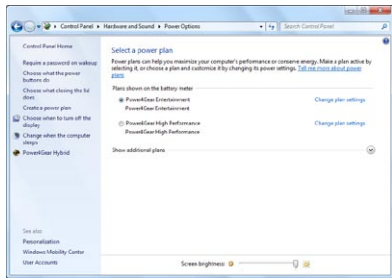 Control Panel ▸ Hardware and Sound ▸ Power Options
Search Control Panel
Control Panel Home
Require a password on wakeup
Choose what the power
buttons do
Choose what closing the lid
does
Create a power plan
Choose when to turn off the
display
Change when the computer
sleeps
Power4Gear Hybrid
See also
Personalization
Windows Mobility Center
User Accounts
Select a power plan
Power plans can help you maximize your computer's performance or conserve energy. Make a plan active by
selecting it, or choose a plan and customize it by changing its power settings. Tell me more about power
plans
Plans shown on the battery meter
Power4Gear Entertainment
Change plan settings
Power4Gear Entertainment
Power4Gear High Performance
Change plan settings
Power4Gear High Performance
Show additional plans
Screen brightness: